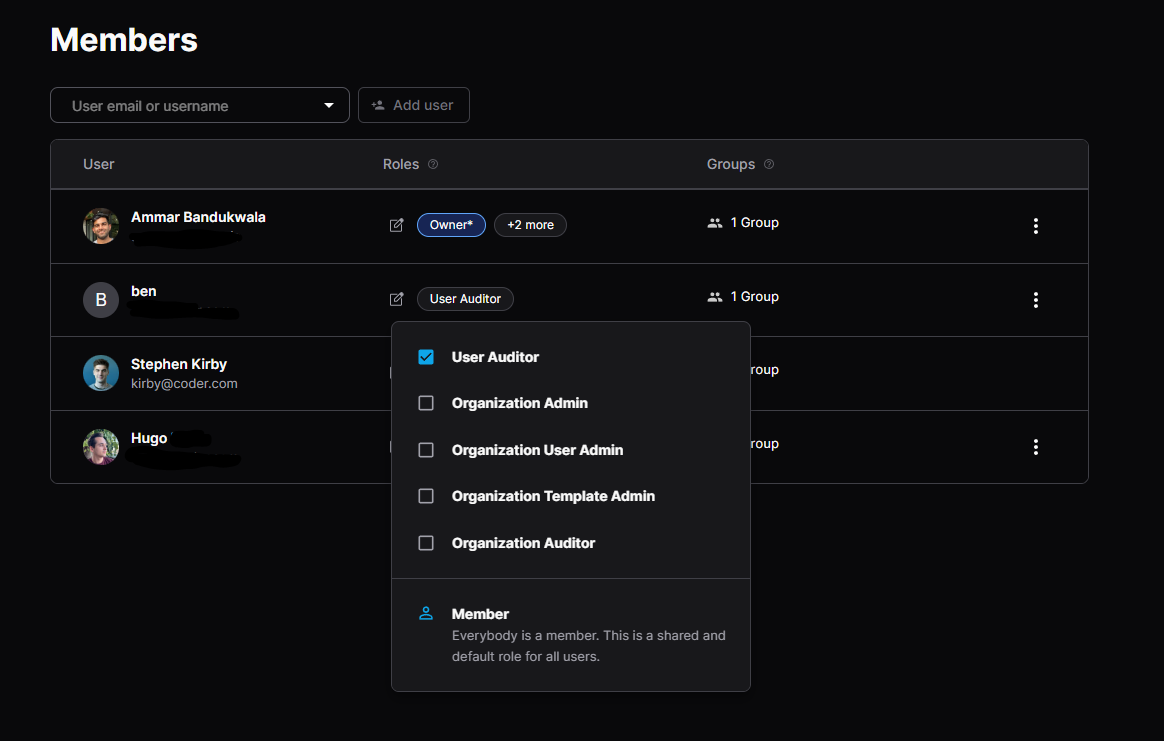 Members
User email or username
Add user
User
Roles
Groups
Ammar Bandukwala
Owner*
+2 more
1 Group
B
ben
User Auditor
1 Group
Stephen Kirby
kirby@coder.com
roup
Hugo
roup
User Auditor
Organization Admin
Organization User Admin
Organization Template Admin
Organization Auditor
Member
Everybody is a member. This is a shared and
default role for all users.